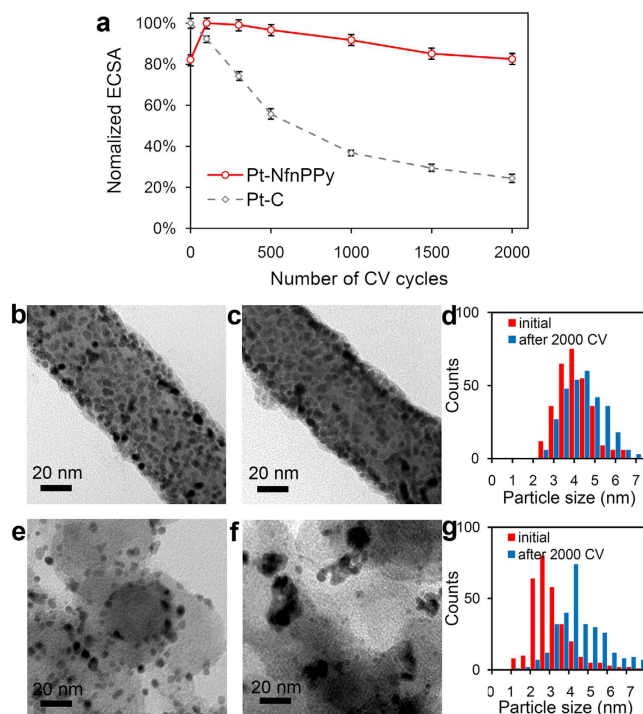 a
Nomalized ECSA
100%
80%
60%
40%
20%
0%
Pt-NfnPPy
Pt-C
0 500 1000 1500 2000
Number of CV cycles
b
20 nm
c
20 nm
d
100
50
0
Counts
initial
after 2000 CV
0 1 2 3 4 5 6 7
Particle size (nm)
e
20 nm
f
20 nm
g
100
50
0
Counts
initial
after 2000 CV
0 1 2 3 4 5 6 7
Particle size (nm)